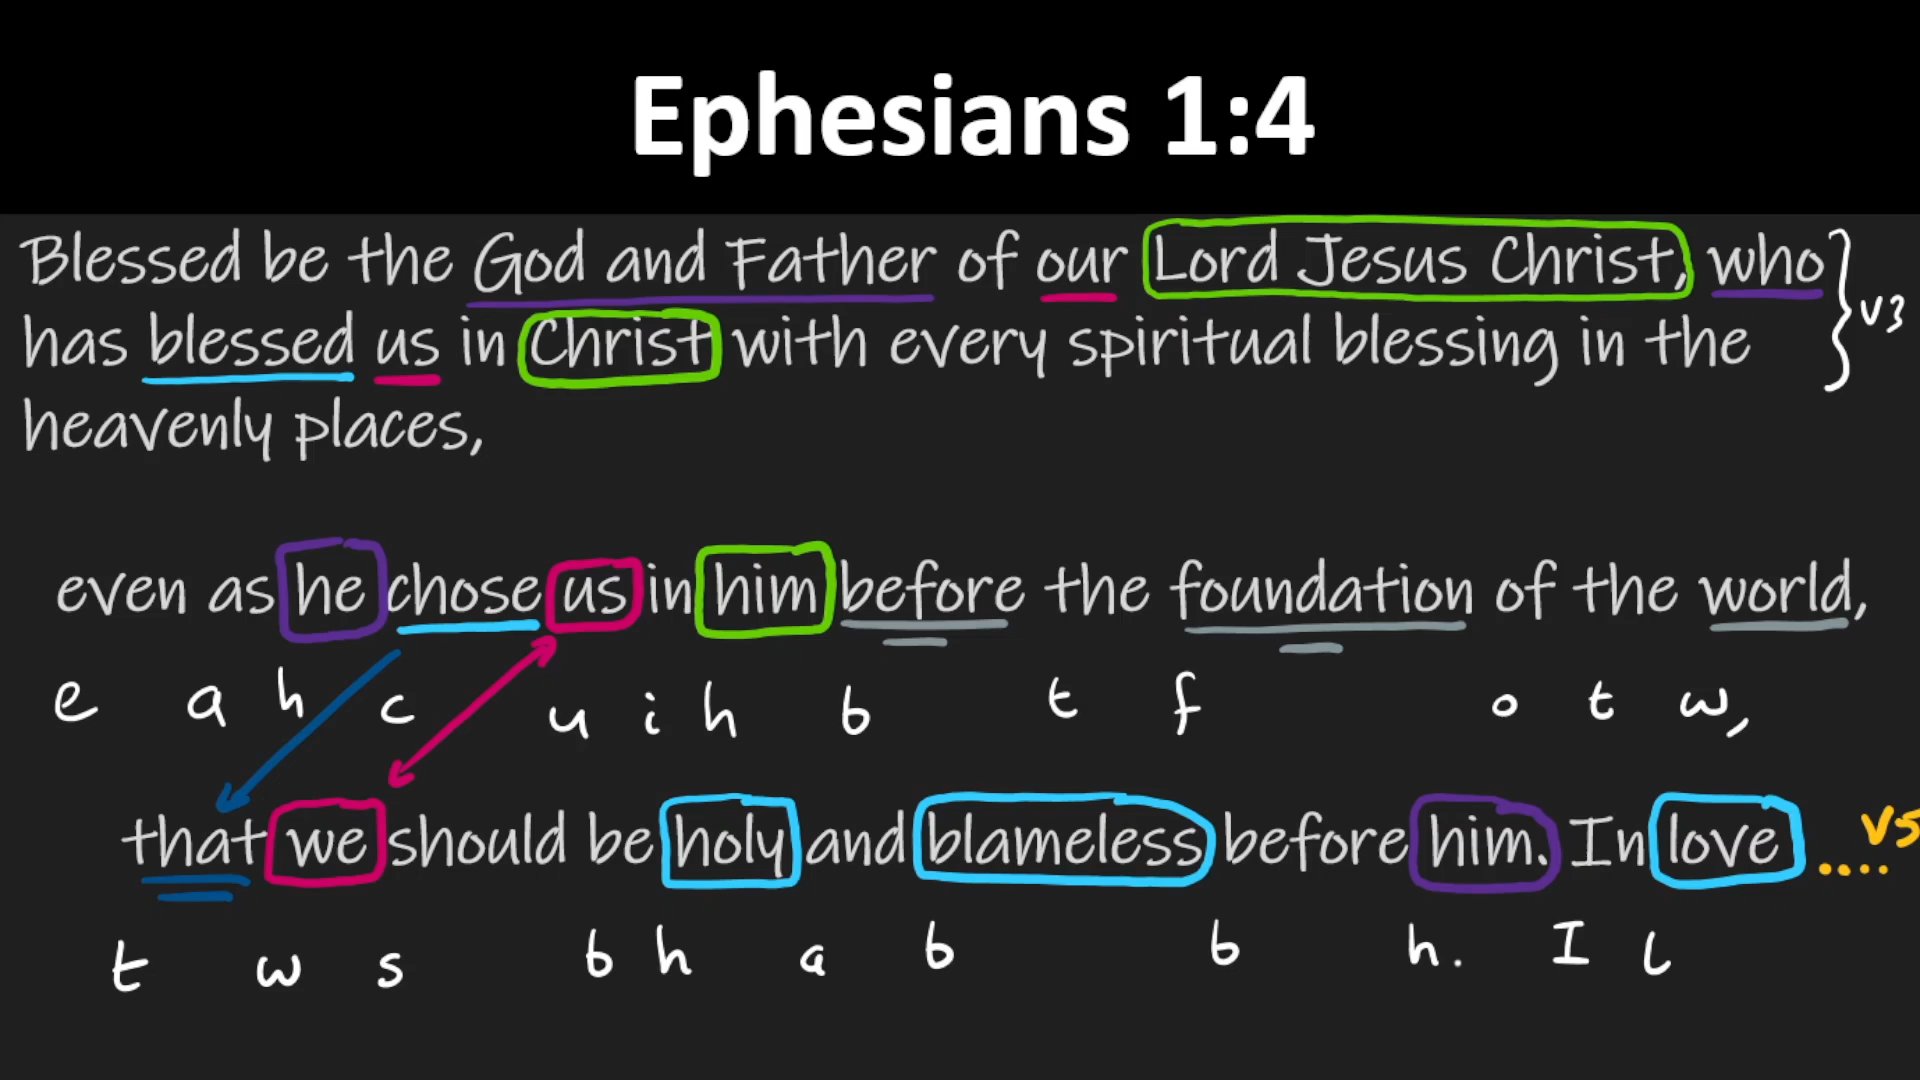 Ephesians 1:4
Blessed be the God and Father of our Lord Jesus Christ, who
has blessed us in Christ with every spiritual blessing in the
v3
heavenly places,
even as he chose us in him before the foundation of the world,
e a h c u i h b t f o t w,
that we should be holy and blameless before him. In love .... v5
t w s b h a b b h. I l